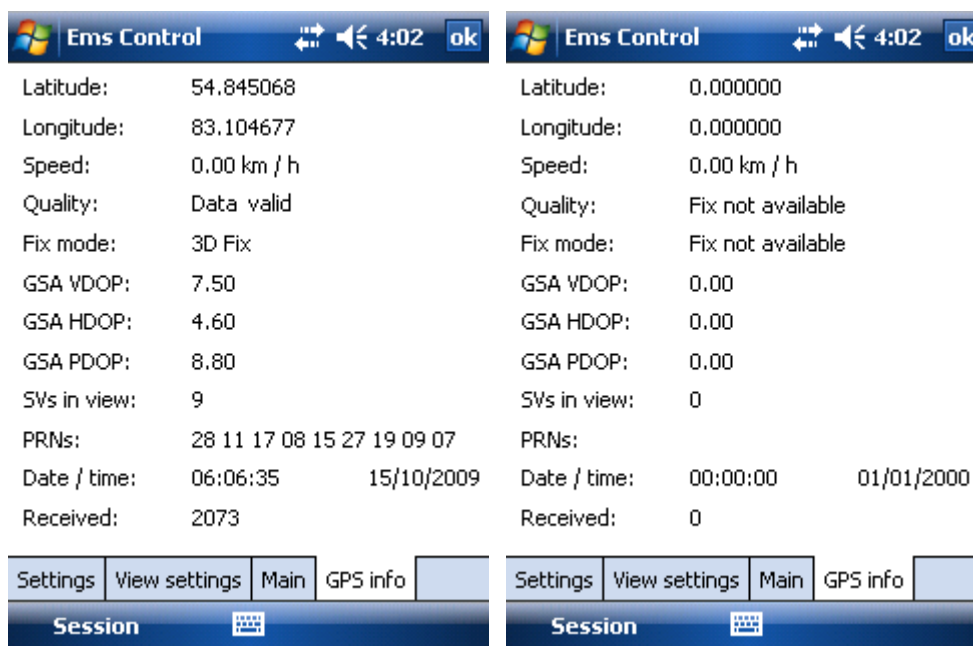 Ems Control 4:02 ok
Latitude: 54.845068
Longitude: 83.104677
Speed: 0.00 km / h
Quality: Data valid
Fix mode: 3D Fix
GSA VDOP: 7.50
GSA HDOP: 4.60
GSA PDOP: 8.80
SVs in view: 9
PRNs: 28 11 17 08 15 27 19 09 07
Date / time: 06:06:35 15/10/2009
Received: 2073
Settings View settings Main GPS info
Session
Ems Control 4:02 ok
Latitude: 0.000000
Longitude: 0.000000
Speed: 0.00 km / h
Quality: Fix not available
Fix mode: Fix not available
GSA VDOP: 0.00
GSA HDOP: 0.00
GSA PDOP: 0.00
SVs in view: 0
PRNs:
Date / time: 00:00:00 01/01/2000
Received: 0
Settings View settings Main GPS info
Session